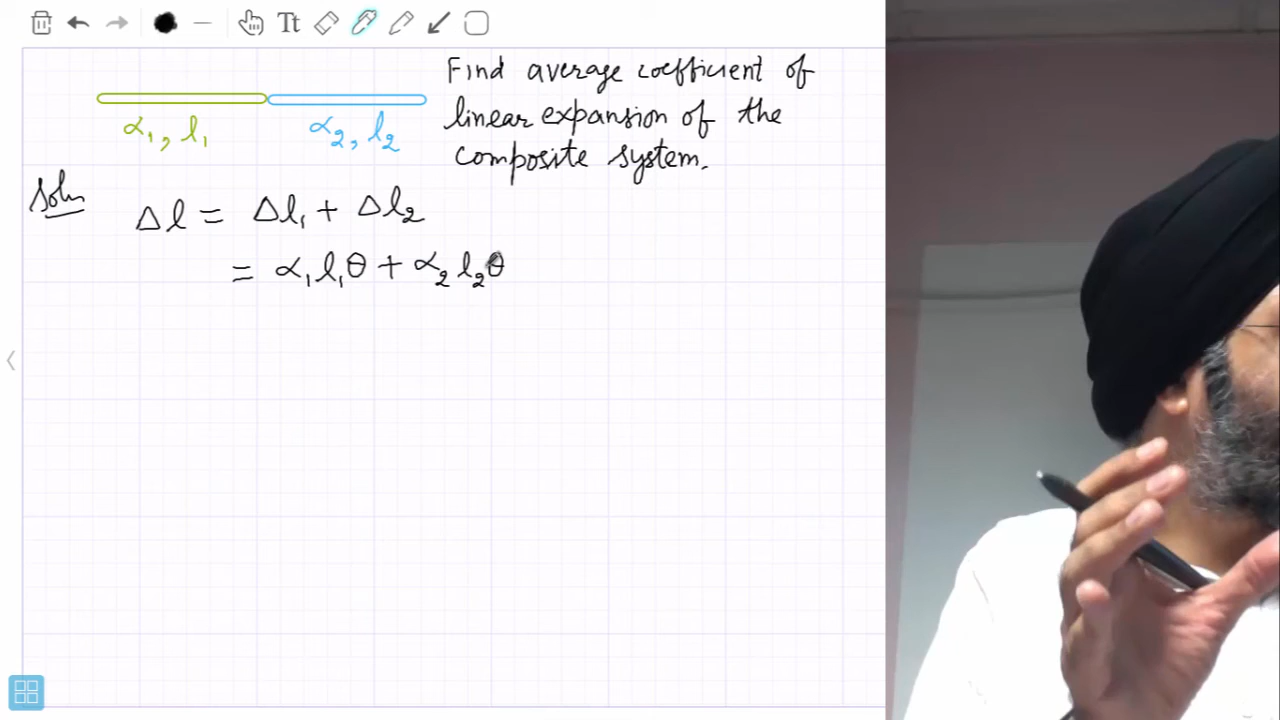 Tt
Find average coefficient of
linear expansion of the
composite system.
α₁, l₁
α₂, l₂
Soln
Δl = Δl₁ + Δl₂
= α₁l₁θ + α₂l₂θ